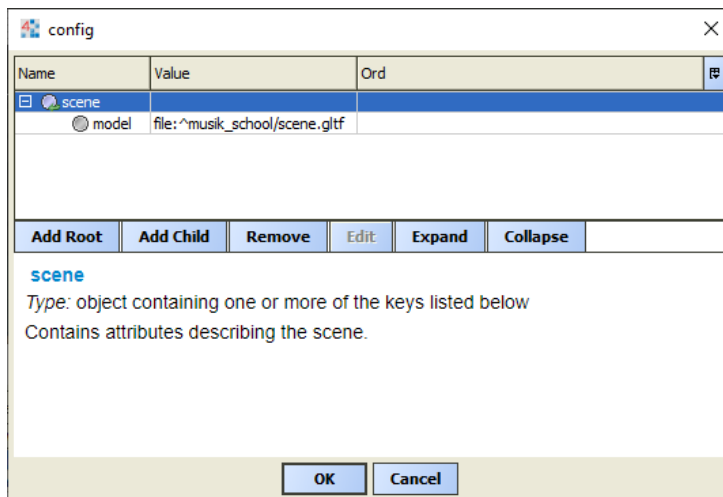 config
Name Value Ord
scene
model file:^musik_school/scene.gltf
Add Root Add Child Remove Edit Expand Collapse
scene
Type: object containing one or more of the keys listed below
Contains attributes describing the scene.
OK Cancel